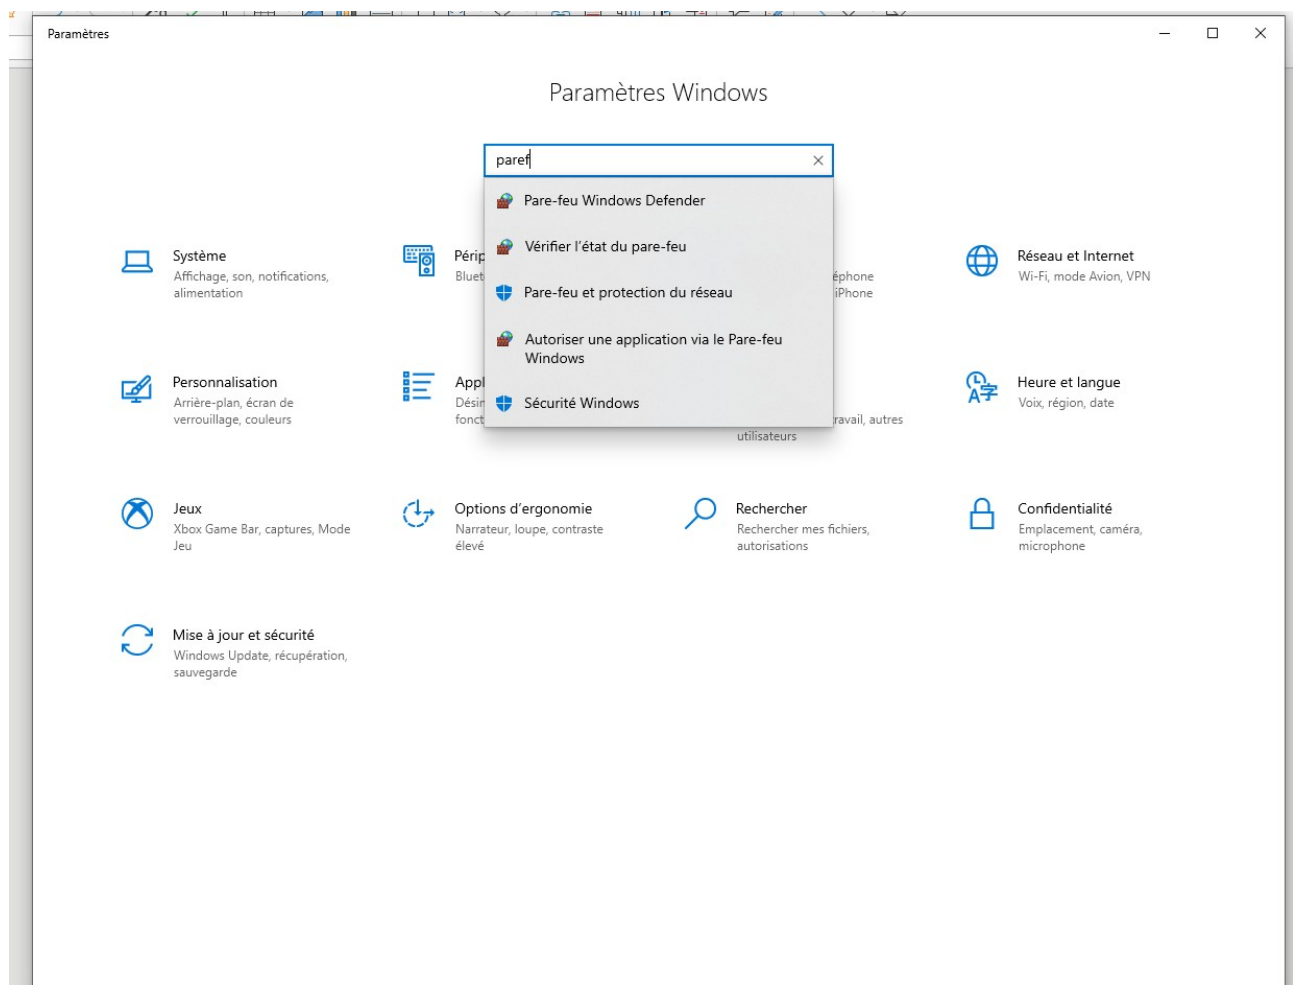 Paramètres
Paramètres Windows
paref
Pare-feu Windows Defender
Vérifier l'état du pare-feu
Pare-feu et protection du réseau
Autoriser une application via le Pare-feu
Windows
Sécurité Windows
Système
Affichage, son, notifications,
alimentation
Périp
Bluet
éphone
iPhone
Réseau et Internet
Wi-Fi, mode Avion, VPN
Personnalisation
Arrière-plan, écran de
verrouillage, couleurs
Appl
Désin
fonct
ravail, autres
utilisateurs
Heure et langue
Voix, région, date
Jeux
Xbox Game Bar, captures, Mode
Jeu
Options d'ergonomie
Narrateur, loupe, contraste
élevé
Rechercher
Rechercher mes fichiers,
autorisations
Confidentialité
Emplacement, caméra,
microphone
Mise à jour et sécurité
Windows Update, récupération,
sauvegarde